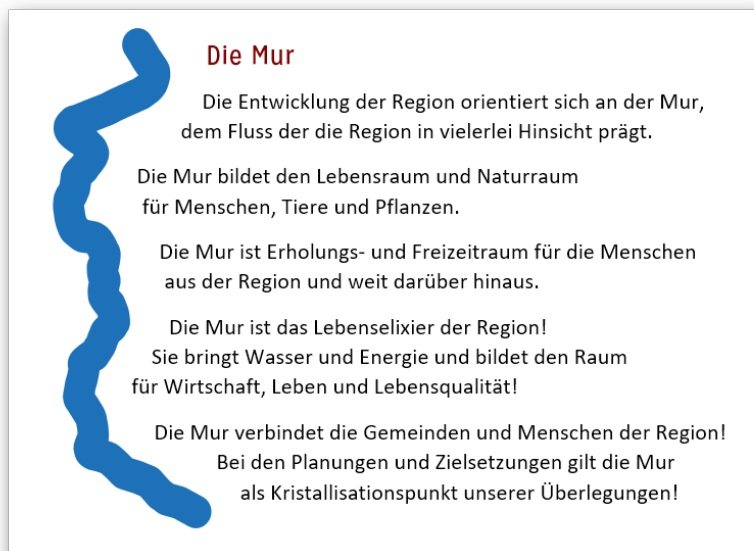 Die Mur
Die Entwicklung der Region orientiert sich an der Mur,
dem Fluss der die Region in vielerlei Hinsicht prägt.
Die Mur bildet den Lebensraum und Naturraum
für Menschen, Tiere und Pflanzen.
Die Mur ist Erholungs- und Freizeitraum für die Menschen
aus der Region und weit darüber hinaus.
Die Mur ist das Lebenselixier der Region!
Sie bringt Wasser und Energie und bildet den Raum
für Wirtschaft, Leben und Lebensqualität!
Die Mur verbindet die Gemeinden und Menschen der Region!
Bei den Planungen und Zielsetzungen gilt die Mur
als Kristallisationspunkt unserer Überlegungen!